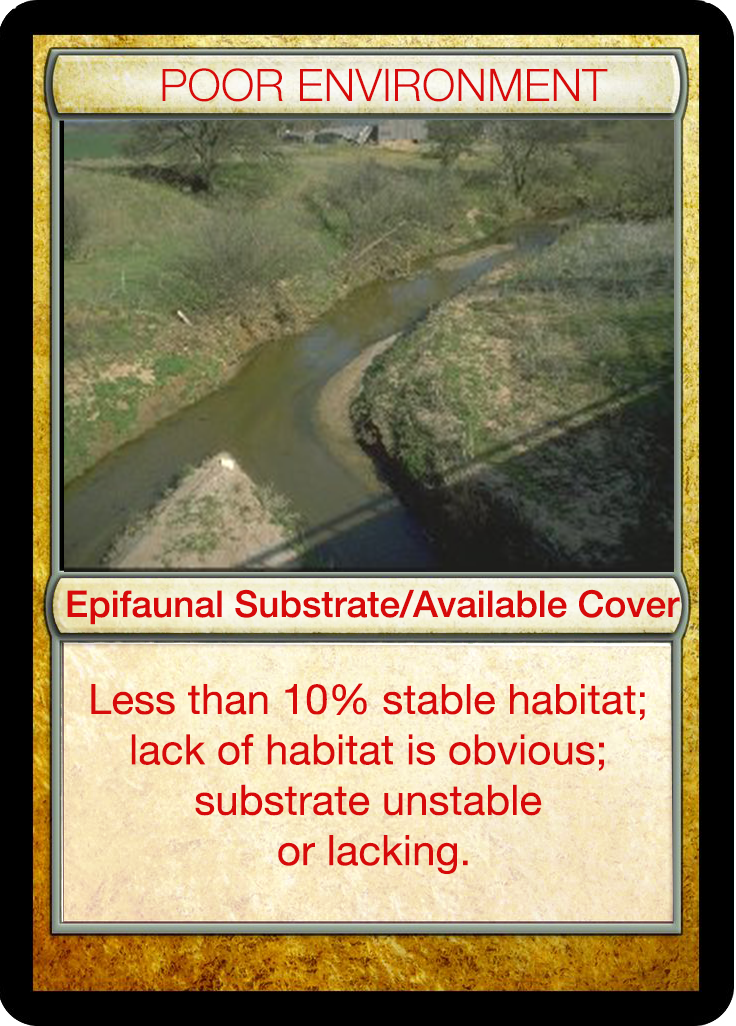 POOR ENVIRONMENT
Epifaunal Substrate/Available Cover
Less than 10% stable habitat;
lack of habitat is obvious;
substrate unstable
or lacking.